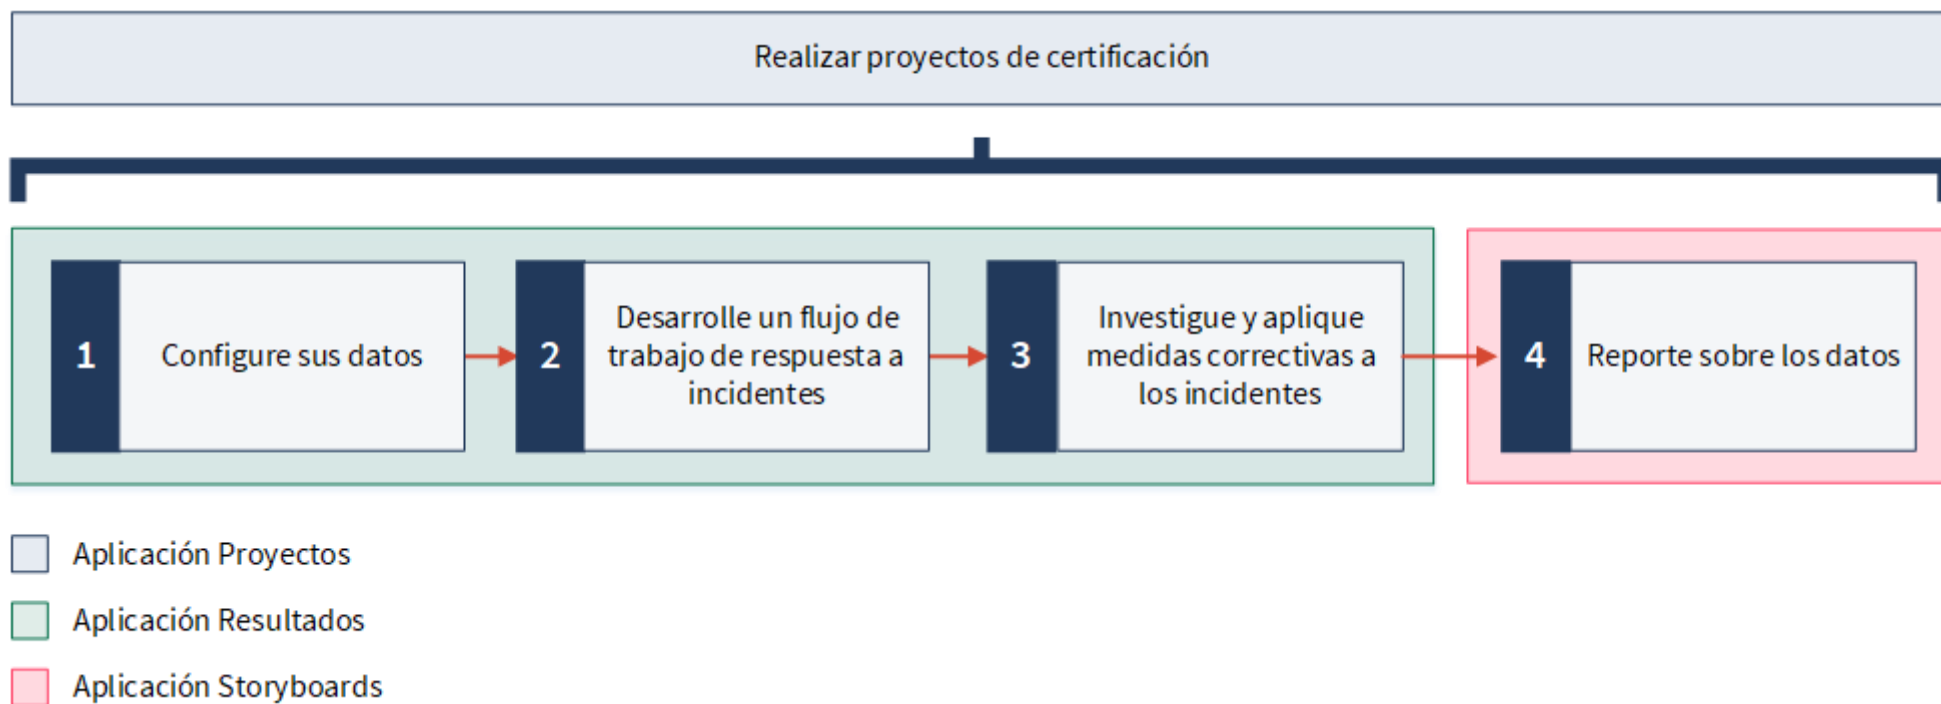 Realizar proyectos de certificación
1
Configure sus datos
2
Desarrolle un flujo de
trabajo de respuesta a
incidentes
3
Investigue y aplique
medidas correctivas a
los incidentes
4
Reporte sobre los datos
Aplicación Proyectos
Aplicación Resultados
Aplicación Storyboards